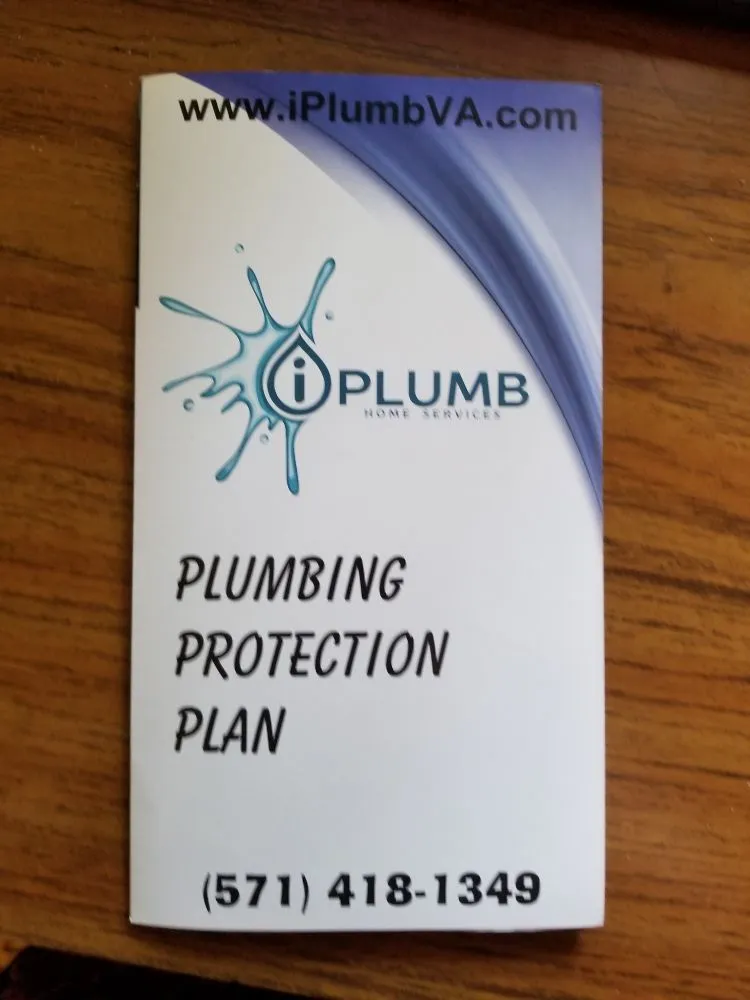 www.iPlumbVA.com
iPLUMB
HOME SERVICES
PLUMBING
PROTECTION
PLAN
(571) 418-1349